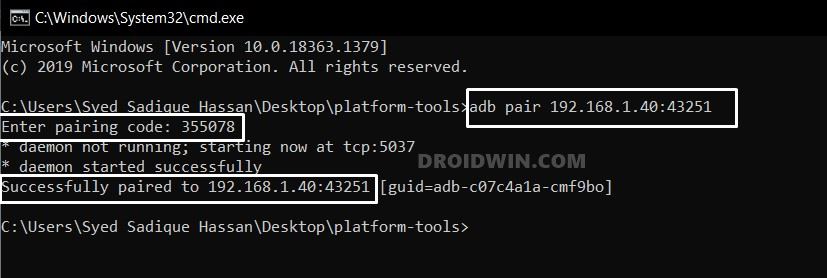 C:\Windows\System32\cmd.exe
Microsoft Windows [Version 10.0.18363.1379]
(c) 2019 Microsoft Corporation. All rights reserved.
C:\Users\Syed Sadique Hassan\Desktop\platform-tools>adb pair 192.168.1.40:43251
Enter pairing code: 355078
* daemon not running; starting now at tcp:5037
* daemon started successfully
DROIDWIN.COM
Successfully paired to 192.168.1.40:43251 [guid=adb-c07c4a1a-cmf9bo]
C:\Users\Syed Sadique Hassan\Desktop\platform-tools>